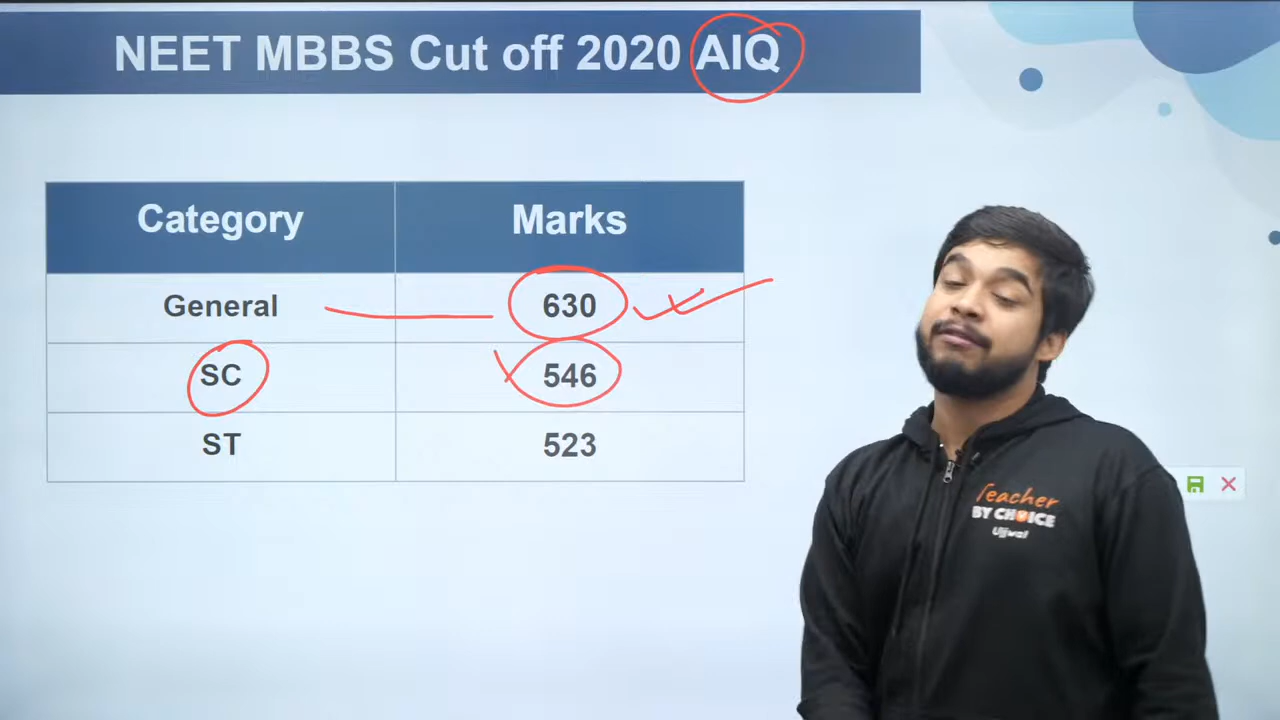 NEET MBBS Cut off 2020 AIQ
Category Marks
General 630
SC 546
ST 523
Teacher
BY CHOICE
Ujjwal